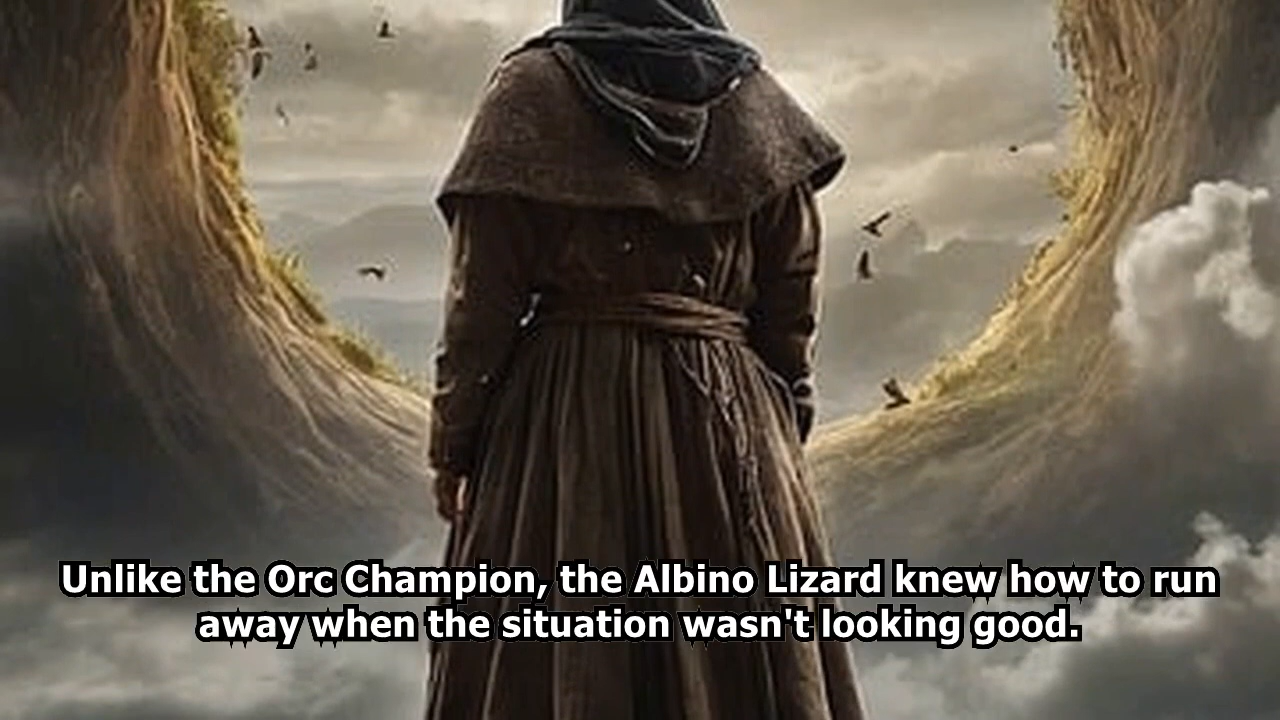 Unlike the Orc Champion, the Albino Lizard knew how to run
away when the situation wasn't looking good.